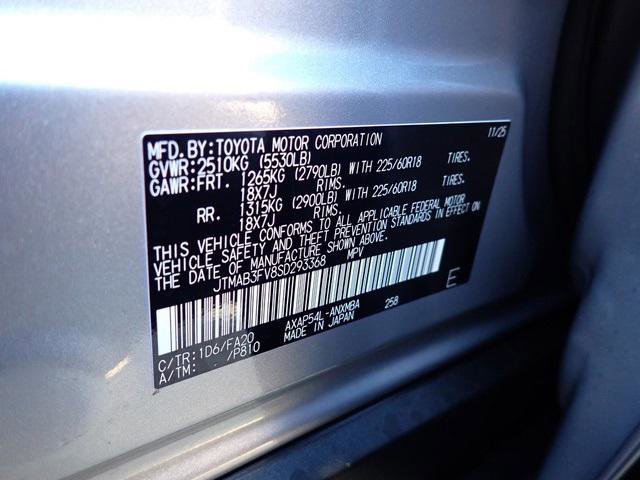 MFD. BY: TOYOTA MOTOR CORPORATION 11/25
GVWR: 2510KG (5530LB)
GAWR: FRT. 1265KG (2790LB) WITH 225/60R18 TIRES.
18X7J RIMS.
RR. 1315KG (2900LB) WITH 225/60R18 TIRES.
18X7J RIMS.
THIS VEHICLE CONFORMS TO ALL APPLICABLE FEDERAL MOTOR
VEHICLE SAFETY AND THEFT PREVENTION STANDARDS IN EFFECT ON
THE DATE OF MANUFACTURE SHOWN ABOVE.
JTMAB3FV8SD293368 MPV
C/TR: 1D6/FA20 AXAP54L-ANXMBA 258 E
A/TM: /P810 MADE IN JAPAN